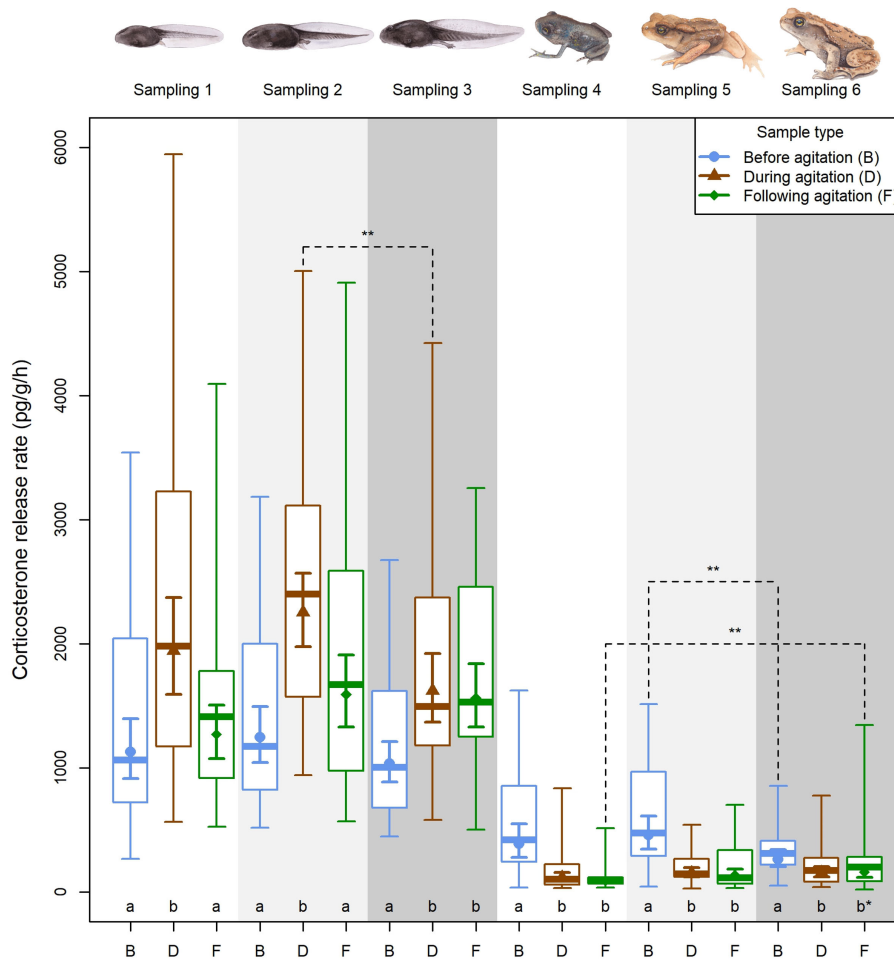 Sampling 1 Sampling 2 Sampling 3 Sampling 4 Sampling 5 Sampling 6
Sample type
Before agitation (B)
During agitation (D)
Following agitation (F)
Corticosterone release rate (pg/g/h)
6000
5000
4000
3000
2000
1000
0
**
**
**
a b a a b a a b b a b b a b b a b b*
B D F B D F B D F B D F B D F B D F